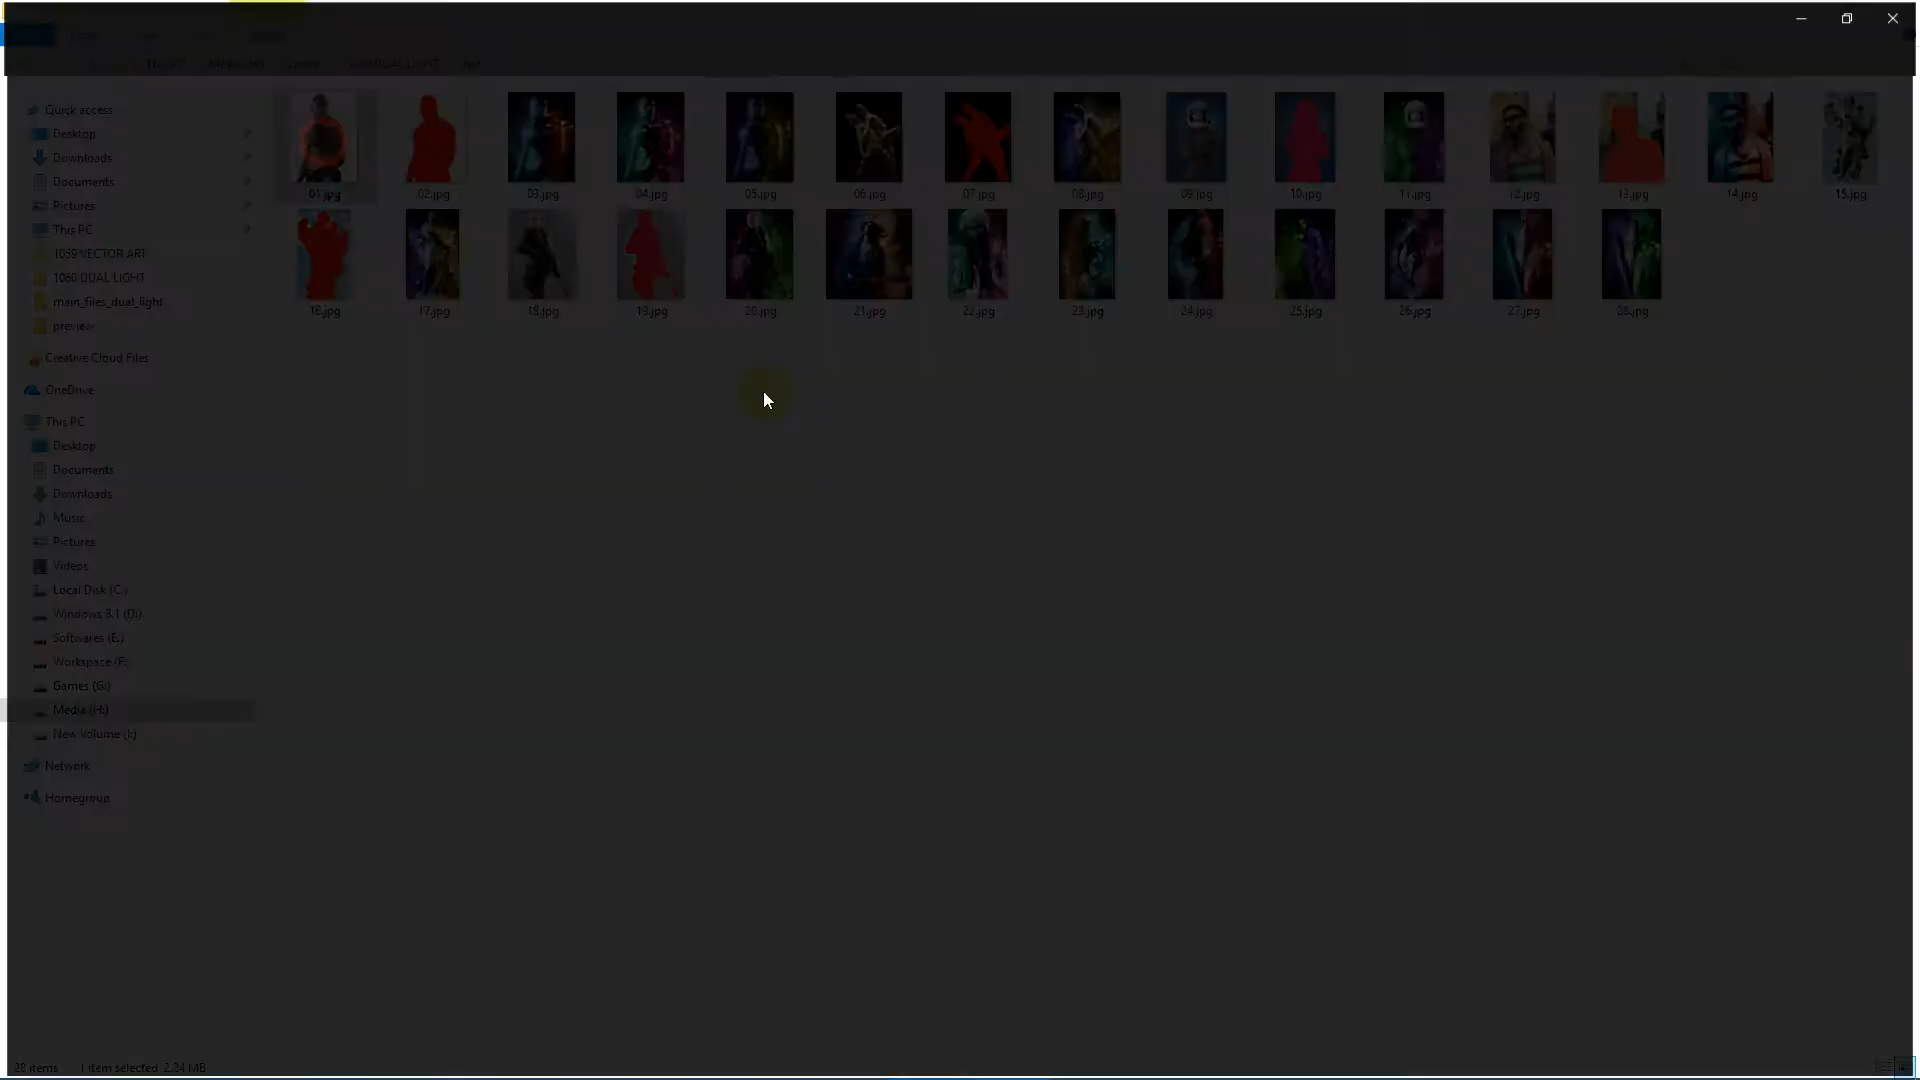 This PC
DUAL LIGHT
Quick access
Desktop
Downloads
Documents
Pictures
This PC
1059 VECTOR ART
1060 DUAL LIGHT
main_files_dual_light
preview
Creative Cloud Files
OneDrive
This PC
Desktop
Documents
Downloads
Music
Pictures
Videos
Local Disk (C:)
Windows 8.1 (D:)
Softwares (E:)
Workspace (F:)
Games (G:)
Media (H:)
New Volume (I:)
Network
Homegroup
01.jpg 02.jpg 03.jpg 04.jpg 05.jpg 06.jpg 07.jpg 08.jpg 09.jpg 10.jpg 11.jpg 12.jpg 13.jpg 14.jpg 15.jpg
16.jpg 17.jpg 18.jpg 19.jpg 20.jpg 21.jpg 22.jpg 23.jpg 24.jpg 25.jpg 26.jpg 27.jpg 28.jpg
28 items 1 item selected 2.84 MB